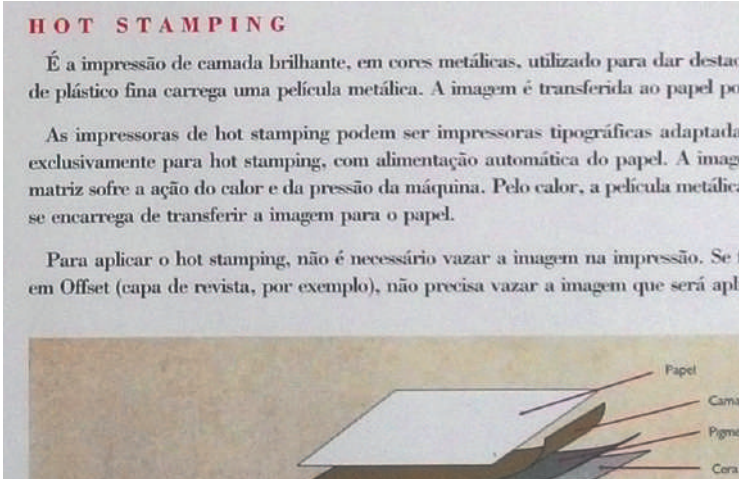 HOT STAMPING
É a impressão de camada brilhante, em cores metálicas, utilizado para dar
de plástico fina carrega uma película metálica. A imagem é transferida ao papel
As impressoras de hot stamping podem ser impressoras tipográficas
exclusivamente para hot stamping, com alimentação automática do papel. A
matriz sofre a ação do calor e da pressão da máquina. Pelo calor, a película
se encarrega de transferir a imagem para o papel.
Para aplicar o hot stamping, não é necessário vazar a imagem na impressão. Se
em Offset (capa de revista, por exemplo), não precisa vazar a imagem que será
Papel
Cera